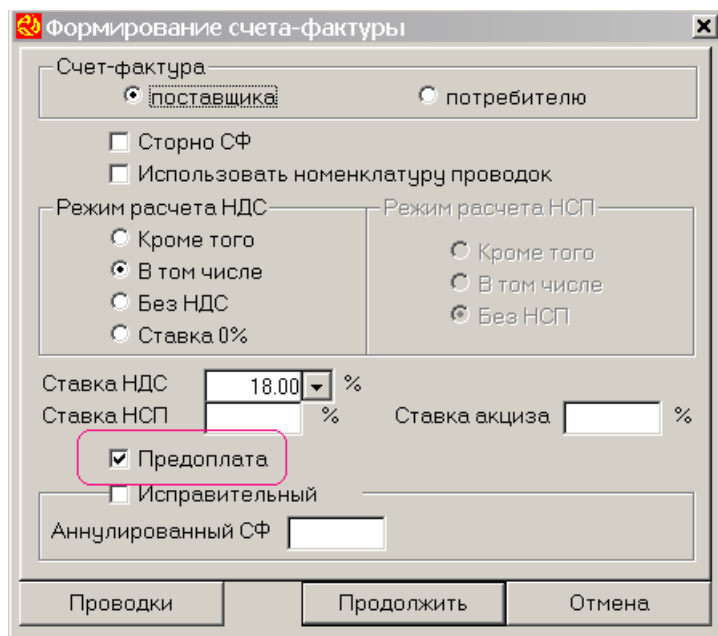 Формирование счета-фактуры
Счет-фактура
поставщика потребителю
Сторно СФ
Использовать номенклатуру проводок
Режим расчета НДС Режим расчета НСП
Кроме того Кроме того
В том числе В том числе
Без НДС Без НСП
Ставка 0%
Ставка НДС 18.00 %
Ставка НСП % Ставка акциза %
Предоплата
Исправительный
Аннулированный СФ
Проводки Продолжить Отмена